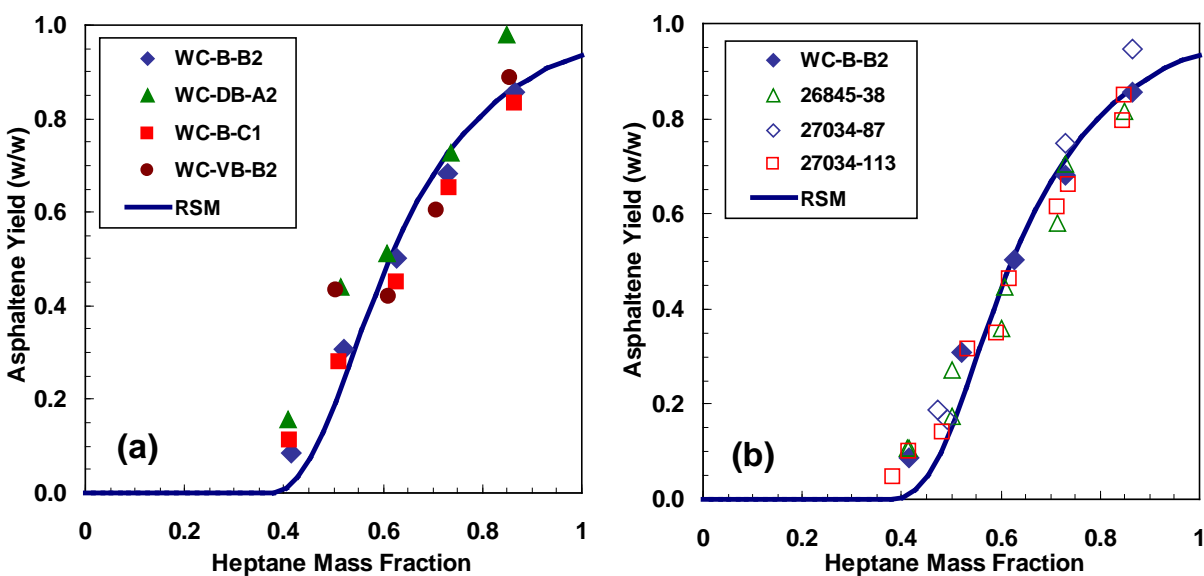 Asphaltene Yield (w/w)
1.0
0.8
0.6
0.4
0.2
0.0
WC-B-B2
WC-DB-A2
WC-B-C1
WC-VB-B2
RSM
(a)
0
0.2
0.4
0.6
0.8
1
Heptane Mass Fraction
Asphaltene Yield (w/w)
1.0
0.8
0.6
0.4
0.2
0.0
WC-B-B2
26845-38
27034-87
27034-113
RSM
(b)
0
0.2
0.4
0.6
0.8
1
Heptane Mass Fraction